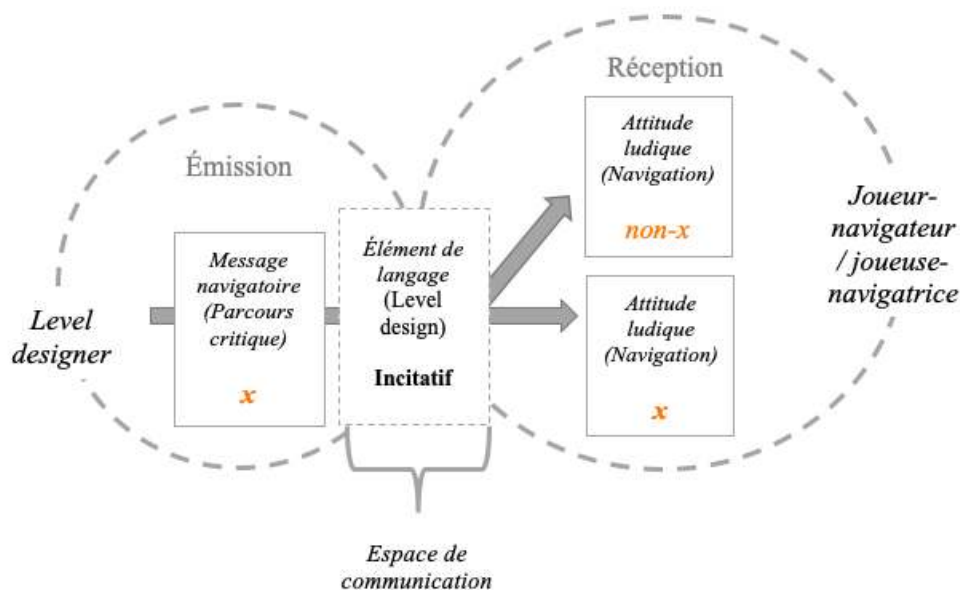 Émission
Level
designer
Message
navigatoire
(Parcours
critique)
x
Élément de
langage
(Level
design)
Incitatif
Espace de
communication
Réception
Attitude
ludique
(Navigation)
non-x
Attitude
ludique
(Navigation)
x
Joueur-
navigateur
/ joueuse-
navigatrice